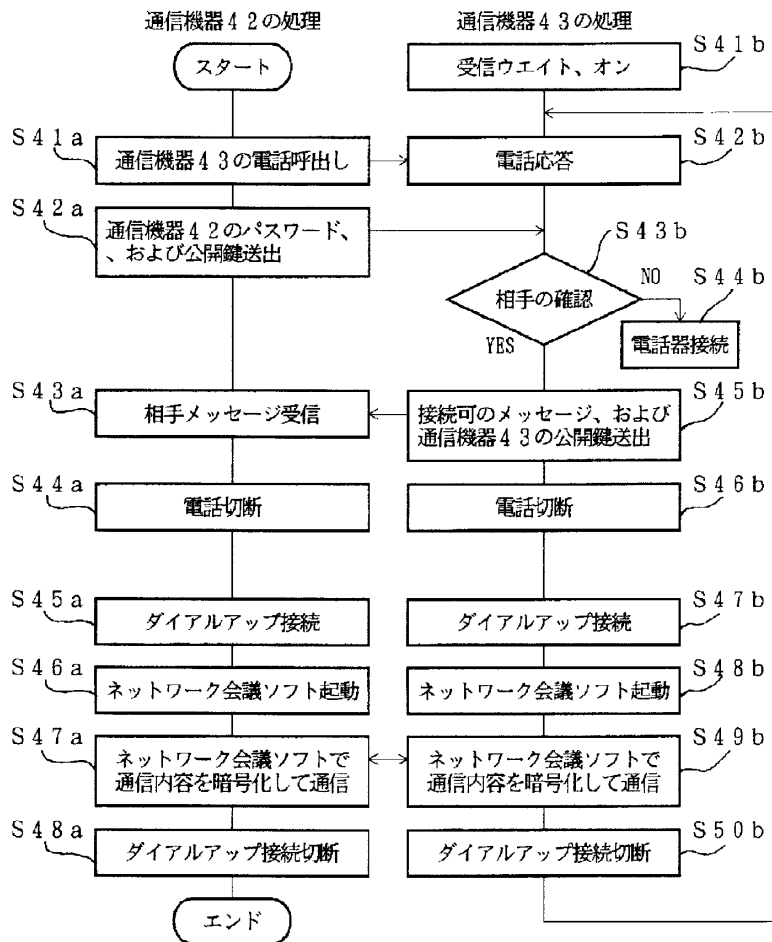 通信機器42の処理
通信機器43の処理
スタート
受信ウエイト、オン
S41b
S41a
通信機器43の電話呼出し
電話応答
S42b
S42a
通信機器42のパスワード、
、および公開鍵送出
S43b
相手の確認
NO
YES
S44b
電話器接続
S43a
相手メッセージ受信
接続可のメッセージ、および
通信機器43の公開鍵送出
S45b
S44a
電話切断
電話切断
S46b
S45a
ダイアルアップ接続
ダイアルアップ接続
S47b
S46a
ネットワーク会議ソフト起動
ネットワーク会議ソフト起動
S48b
S47a
ネットワーク会議ソフトで
通信内容を暗号化して通信
ネットワーク会議ソフトで
通信内容を暗号化して通信
S49b
S48a
ダイアルアップ接続切断
ダイアルアップ接続切断
S50b
エンド